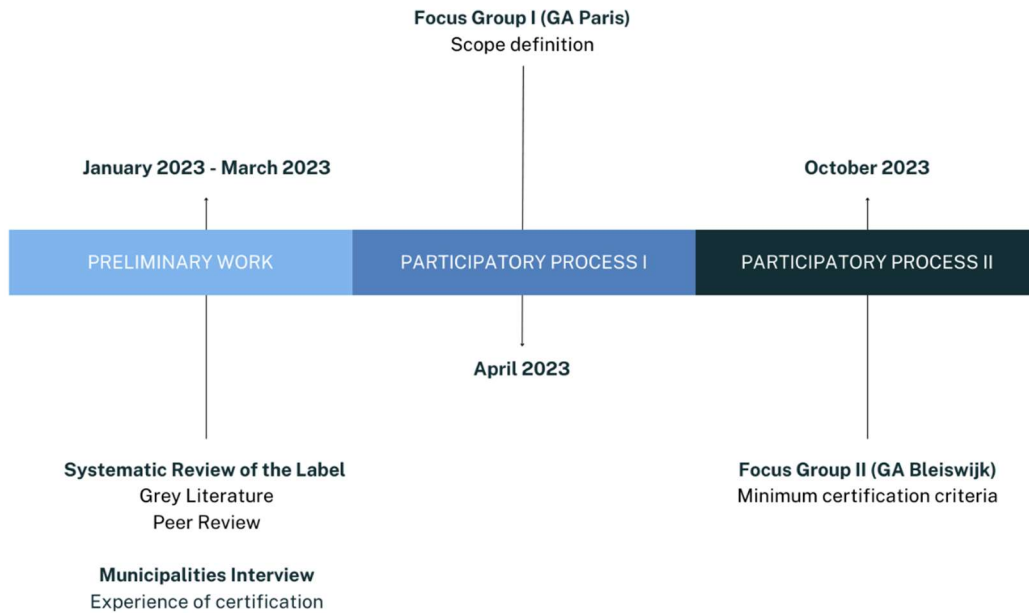 Focus Group I (GA Paris)
Scope definition
January 2023 - March 2023
October 2023
PRELIMINARY WORK
PARTICIPATORY PROCESS I
PARTICIPATORY PROCESS II
April 2023
Systematic Review of the Label
Grey Literature
Peer Review
Focus Group II (GA Bleiswijk)
Minimum certification criteria
Municipalities Interview
Experience of certification